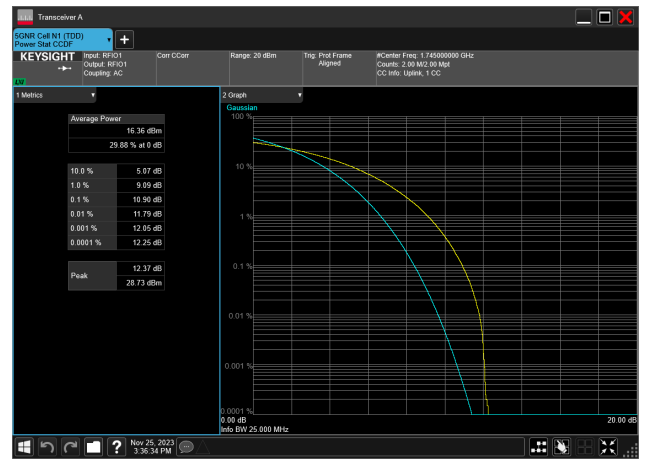 Transceiver A
5GNR Cell N1 (TDD)
Power Stat CCDF
KEYSIGHT
LW
Input: RFIO1
Output: RFIO1
Coupling: AC
Corr CCorr
Range: 20 dBm
Trig: Prot Frame
Aligned
#Center Freq: 1.745000000 GHz
Counts: 2.00 M/2.00 Mpt
CC Info: Uplink, 1 CC
1 Metrics
Average Power
16.36 dBm
29.88 % at 0 dB
10.0 % 5.07 dB
1.0 % 9.09 dB
0.1 % 10.90 dB
0.01 % 11.79 dB
0.001 % 12.05 dB
0.0001 % 12.25 dB
Peak 12.37 dB
28.73 dBm
2 Graph
Gaussian
100 %
10 %
1 %
0.1 %
0.01 %
0.001 %
0.0001 %
0.00 dB 20.00 dB
Info BW 25.000 MHz
?
Nov 25, 2023
3:36:34 PM